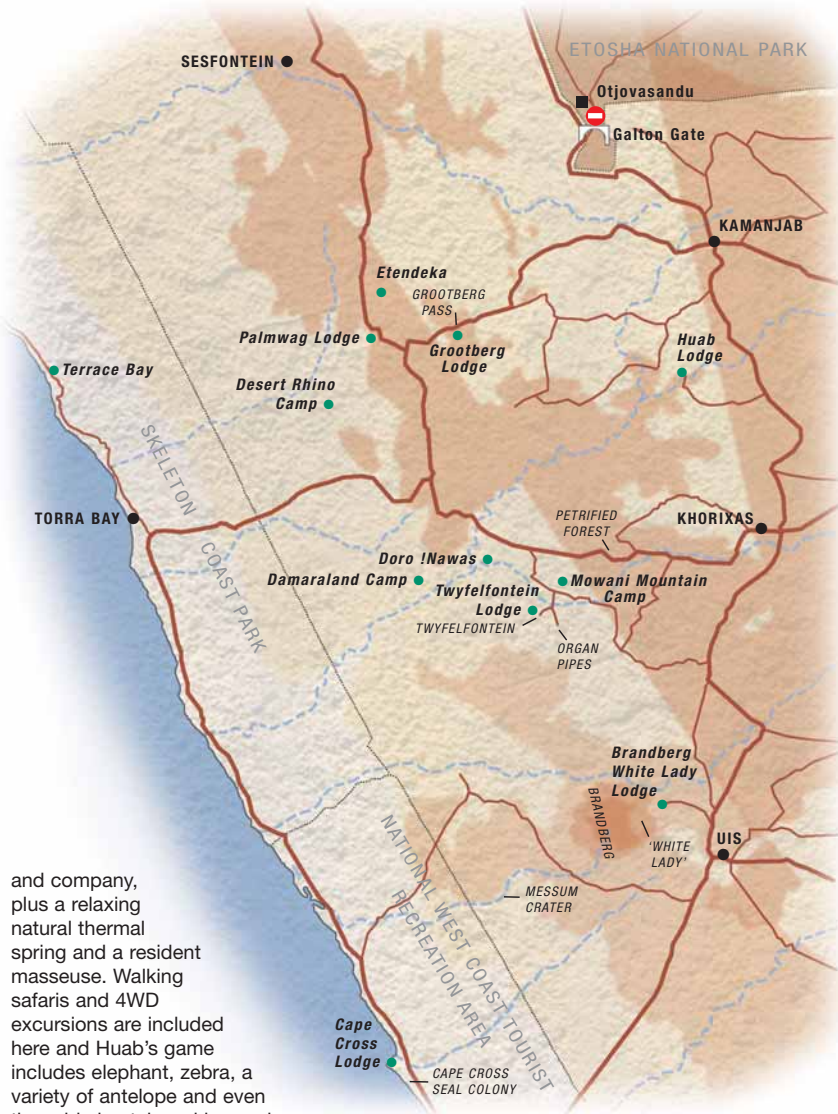 ETOSHA NATIONAL PARK
SESFONTEIN
Otjovasandu
Galton Gate
KAMANJAB
Etendeka
GROOTBERG
PASS
Palmwag Lodge
Grootberg
Lodge
Huab
Lodge
Terrace Bay
Desert Rhino
Camp
SKELETON COAST PARK
TORRA BAY
PETRIFIED
FOREST
KHORIXAS
Doro !Nawas
Damaraland Camp
Mowani Mountain
Camp
Twyfelfontein
Lodge
TWYFELFONTEIN
ORGAN
PIPES
Brandberg
White Lady
Lodge
BRANDBERG
'WHITE
LADY'
UIS
MESSUM
CRATER
NATIONAL WEST COAST TOURIST
RECREATION AREA
and company,
plus a relaxing
natural thermal
spring and a resident
masseuse. Walking
safaris and 4WD
excursions are included
here and Huab's game
includes elephant, zebra, a
variety of antelope and even
Cape
Cross
Lodge
CAPE CROSS
SEAL COLONY